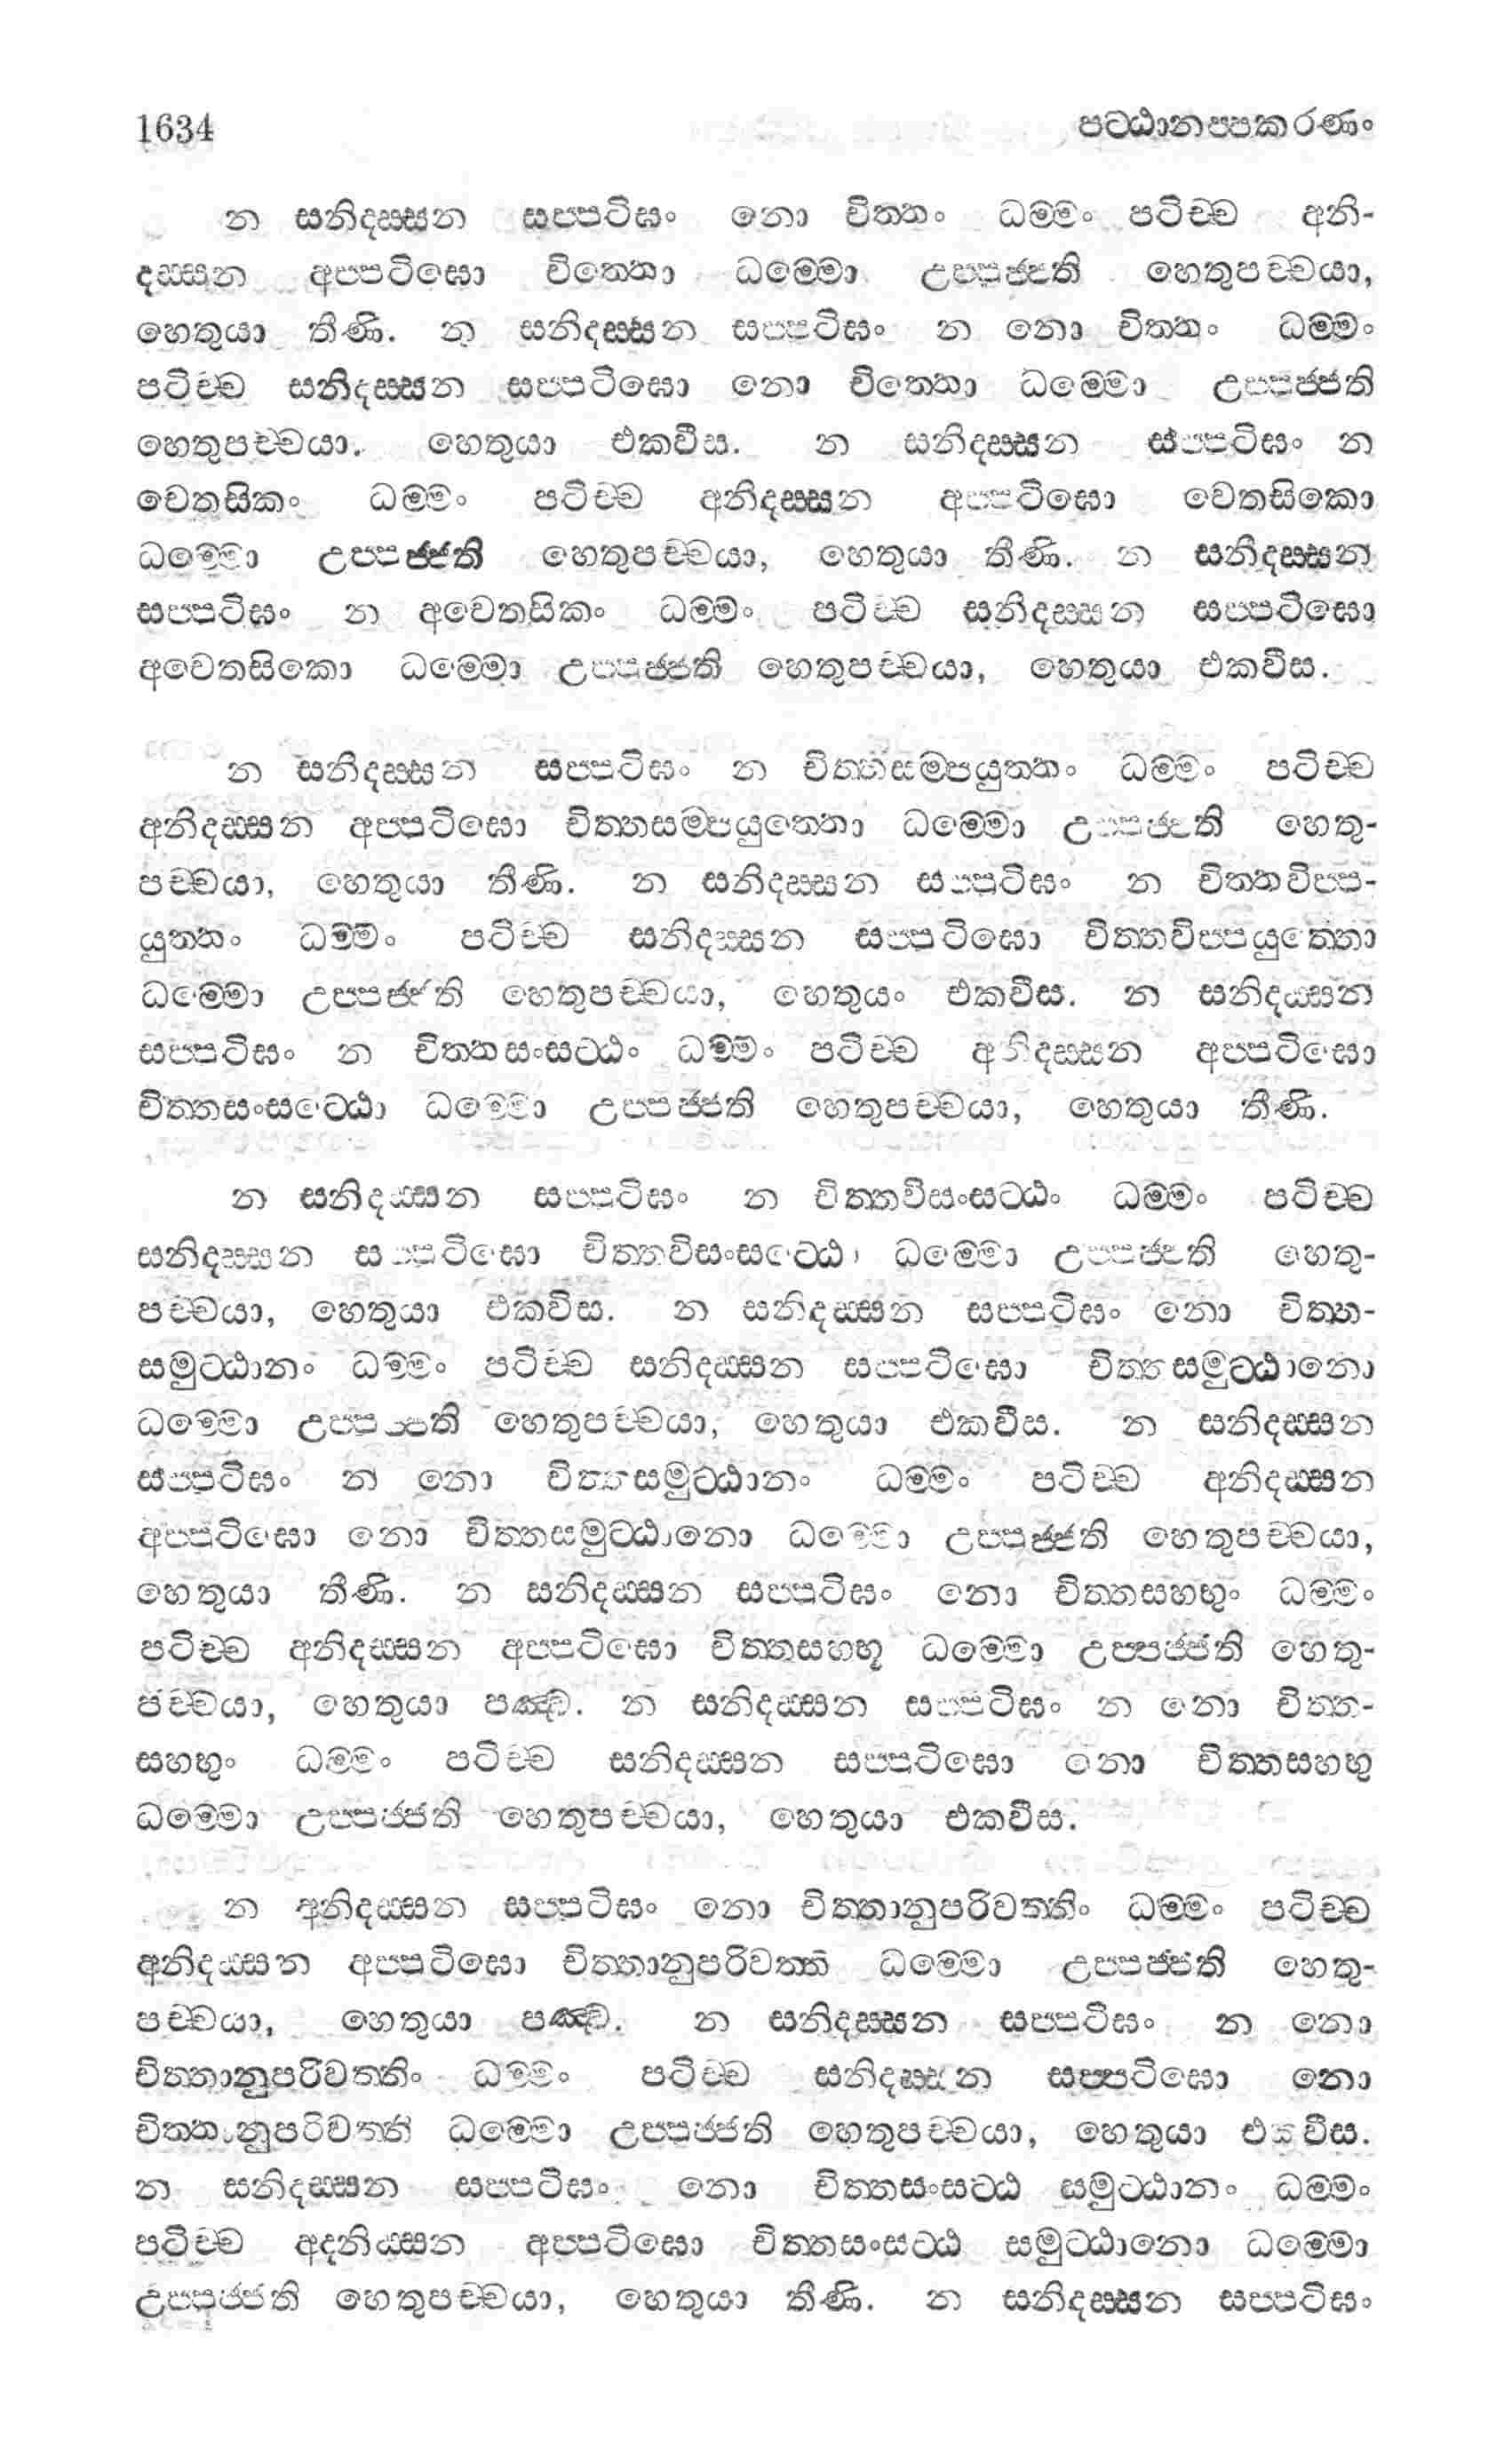 1634 පට්ඨානප්පකරණං
න සනිදස්සන සප්පටිඝං නො චිත්තං ධම්මං පටිච්ච අනි-
දස්සන අප්පටිඝො චිත්තො ධම්මො උප්පජ්ජති හෙතුපච්චයා,
හෙතුයා තීණි. න සනිදස්සන සප්පටිඝං න නො චිත්තං ධම්මං
පටිච්ච සනිදස්සන සප්පටිඝො නො චිත්තො ධම්මො උප්පජ්ජති
හෙතුපච්චයා. හෙතුයා එකවීස. න සනිදස්සන සප්පටිඝං න
චෙතසිකං ධම්මං පටිච්ච අනිදස්සන අප්පටිඝො චෙතසිකො
ධම්මො උප්පජ්ජති හෙතුපච්චයා, හෙතුයා තීණි. න සනිදස්සන
සප්පටිඝං න අචෙතසිකං ධම්මං පටිච්ච සනිදස්සන සප්පටිඝො
අචෙතසිකො ධම්මො උප්පජ්ජති හෙතුපච්චයා, හෙතුයා එකවීස.
න සනිදස්සන සප්පටිඝං න චිත්තසම්පයුත්තං ධම්මං පටිච්ච
අනිදස්සන අප්පටිඝො චිත්තසම්පයුත්තො ධම්මො උප්පජ්ජති හෙතු-
පච්චයා, හෙතුයා තීණි. න සනිදස්සන සප්පටිඝං න චිත්තවිප්ප-
යුත්තං ධම්මං පටිච්ච සනිදස්සන සප්පටිඝො චිත්තවිප්පයුත්තො
ධම්මො උප්පජ්ජති හෙතුපච්චයා, හෙතුයං එකවීස. න සනිදස්සන
සප්පටිඝං න චිත්තසංසට්ඨං ධම්මං පටිච්ච අනිදස්සන අප්පටිඝො
චිත්තසංසට්ඨො ධම්මො උප්පජ්ජති හෙතුපච්චයා, හෙතුයා තීණි.
න සනිදස්සන සප්පටිඝං න චිත්තවිසංසට්ඨං ධම්මං පටිච්ච
සනිදස්සන සප්පටිඝො චිත්තවිසංසට්ඨො ධම්මො උප්පජ්ජති හෙතු-
පච්චයා, හෙතුයා එකවීස. න සනිදස්සන සප්පටිඝං නො චිත්ත-
සමුට්ඨානං ධම්මං පටිච්ච සනිදස්සන සප්පටිඝො චිත්තසමුට්ඨානො
ධම්මො උප්පජ්ජති හෙතුපච්චයා, හෙතුයා එකවීස. න සනිදස්සන
සප්පටිඝං න නො චිත්තසමුට්ඨානං ධම්මං පටිච්ච අනිදස්සන
අප්පටිඝො නො චිත්තසමුට්ඨානො ධම්මො උප්පජ්ජති හෙතුපච්චයා,
හෙතුයා තීණි. න සනිදස්සන සප්පටිඝං නො චිත්තසහභුං ධම්මං
පටිච්ච අනිදස්සන අප්පටිඝො චිත්තසහභූ ධම්මො උප්පජ්ජති හෙතු-
පච්චයා, හෙතුයා පඤ්ච. න සනිදස්සන සප්පටිඝං න නො චිත්ත-
සහභුං ධම්මං පටිච්ච සනිදස්සන සප්පටිඝො නො චිත්තසහභු
ධම්මො උප්පජ්ජති හෙතුපච්චයා, හෙතුයා එකවීස.
න අනිදස්සන සප්පටිඝං නො චිත්තානුපරිවත්තිං ධම්මං පටිච්ච
අනිදස්සන අප්පටිඝො චිත්තානුපරිවත්තී ධම්මො උප්පජ්ජති හෙතු-
පච්චයා, හෙතුයා පඤ්ච. න සනිදස්සන සප්පටිඝං න නො
චිත්තානුපරිවත්තිං ධම්මං පටිච්ච සනිදස්සන සප්පටිඝො නො
චිත්තානුපරිවත්තී ධම්මො උප්පජ්ජති හෙතුපච්චයා, හෙතුයා එකවීස.
න සනිදස්සන සප්පටිඝං නො චිත්තසංසට්ඨ සමුට්ඨානං ධම්මං
පටිච්ච අදනිස්සන අප්පටිඝො චිත්තසංසට්ඨ සමුට්ඨානො ධම්මො
උප්පජ්ජති හෙතුපච්චයා, හෙතුයා තීණි. න සනිදස්සන සප්පටිඝං